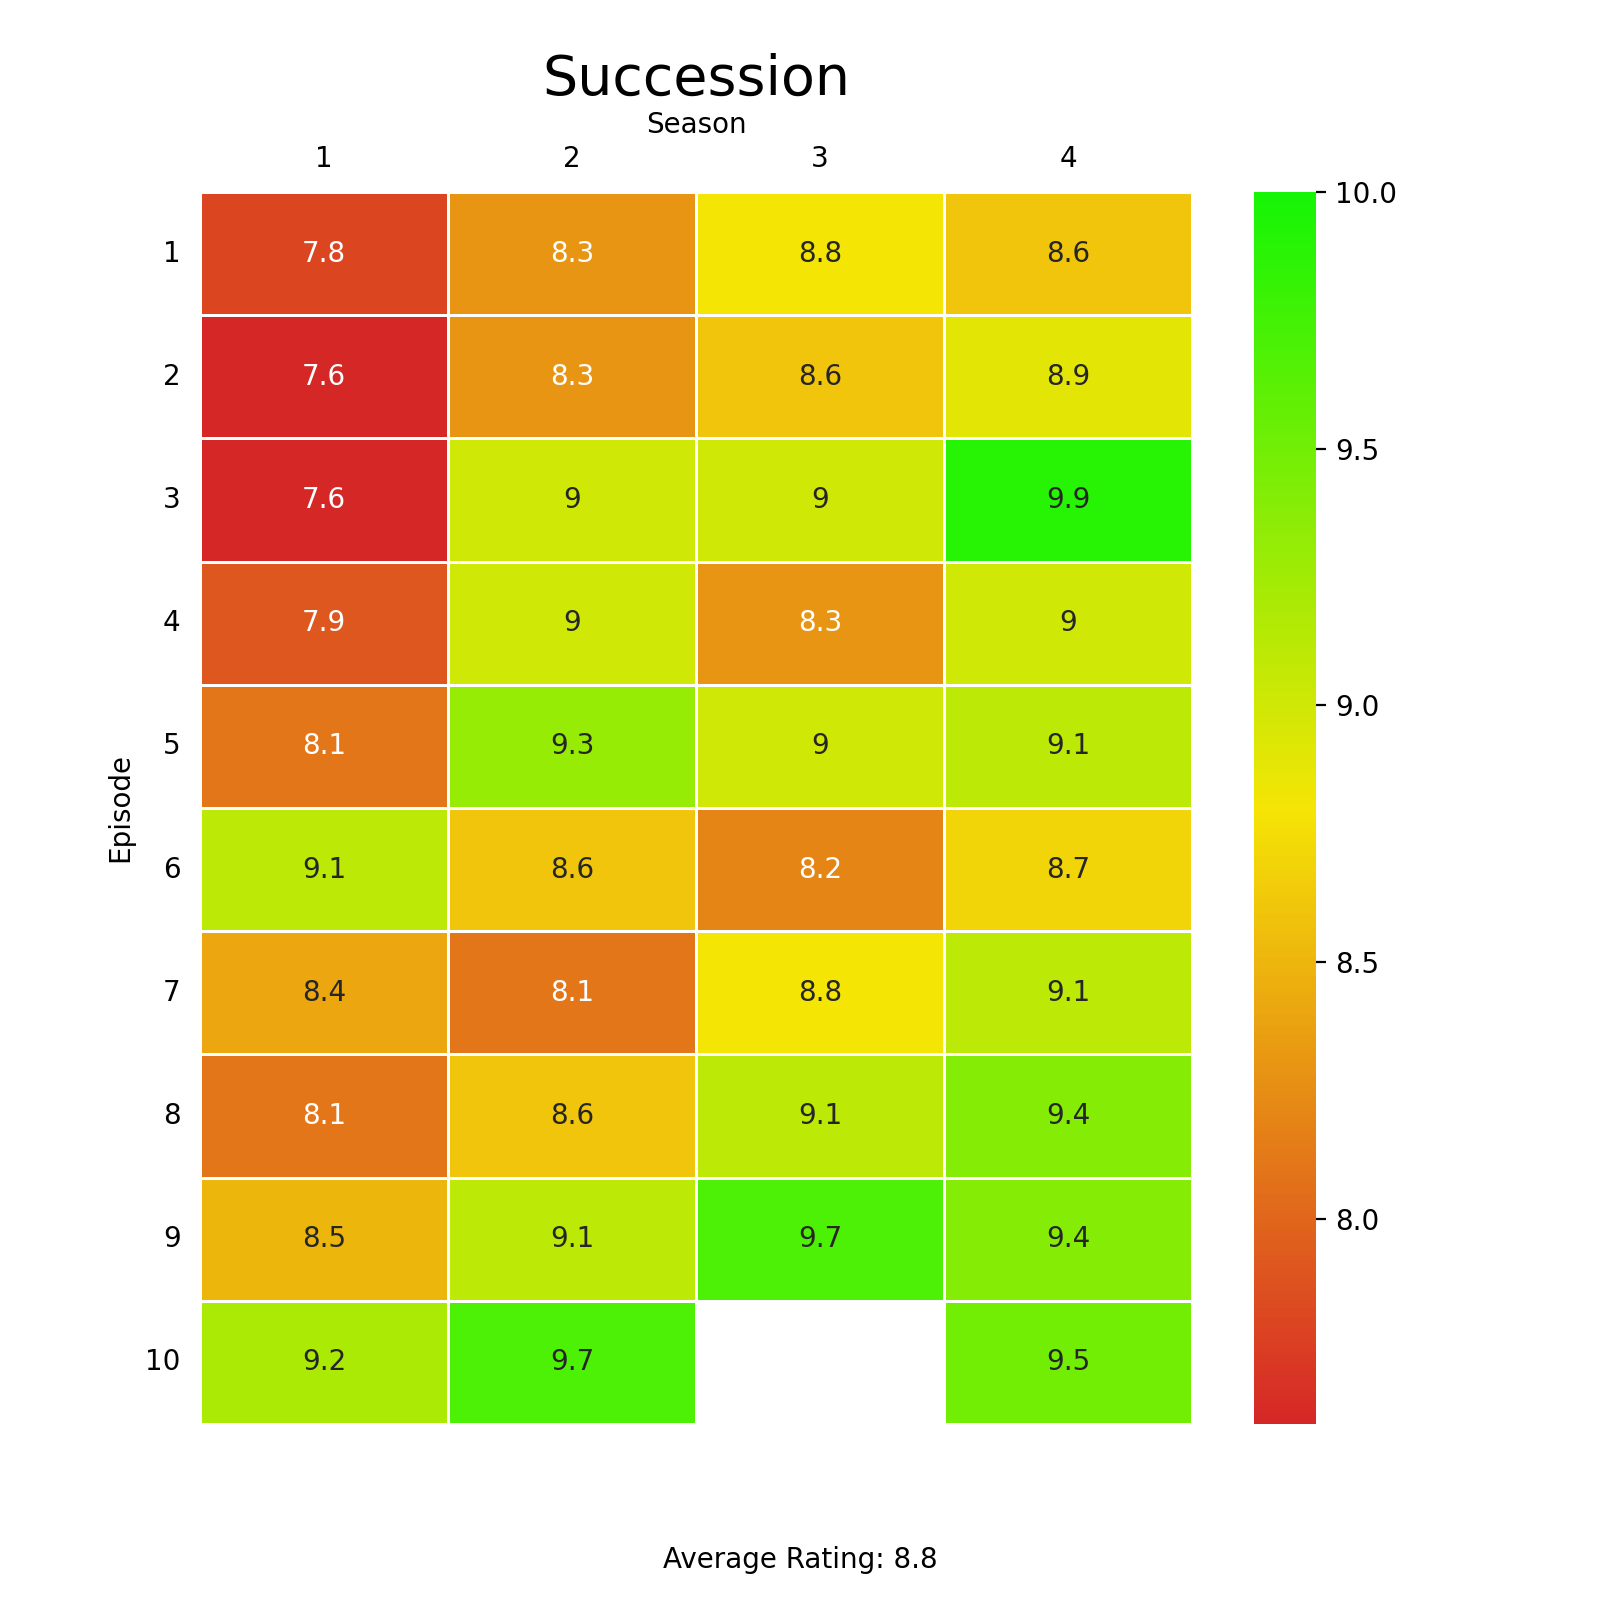 Succession
Season
1 2 3 4
1 7.8 8.3 8.8 8.6
2 7.6 8.3 8.6 8.9
3 7.6 9 9 9.9
4 7.9 9 8.3 9
5 8.1 9.3 9 9.1
6 9.1 8.6 8.2 8.7
7 8.4 8.1 8.8 9.1
8 8.1 8.6 9.1 9.4
9 8.5 9.1 9.7 9.4
10 9.2 9.7 9.5
Episode
10.0
9.5
9.0
8.5
8.0
Average Rating: 8.8